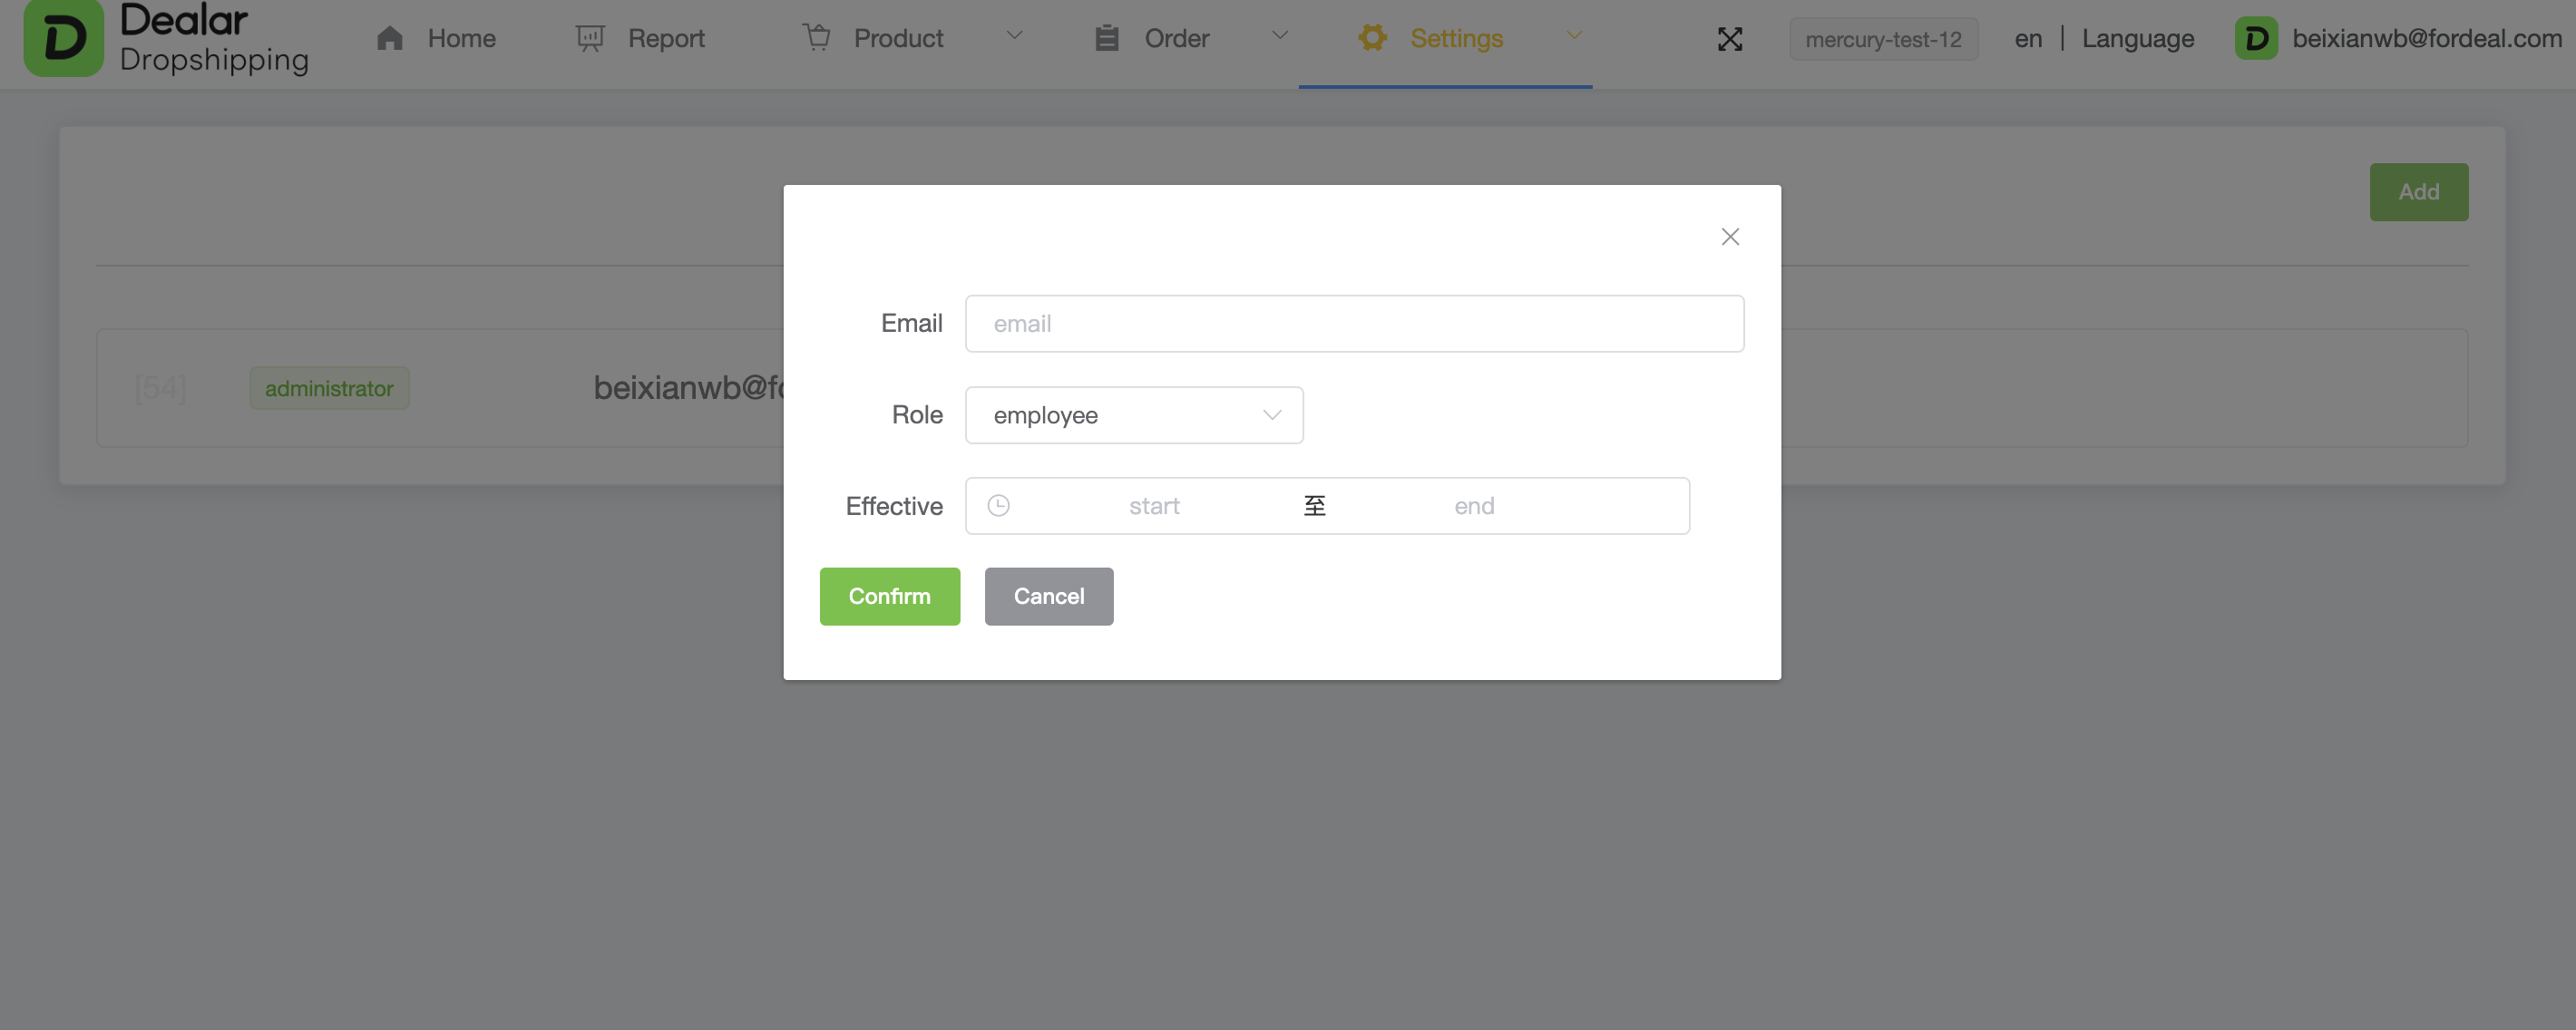 Dealar
Dropshipping
Home
Report
Product
Order
Settings
mercury-test-12
en | Language
beixianwb@fordeal.com
Add
Email
email
Role
employee
Effective
start 至 end
Confirm
Cancel
[54]
administrator
beixianwb@fo